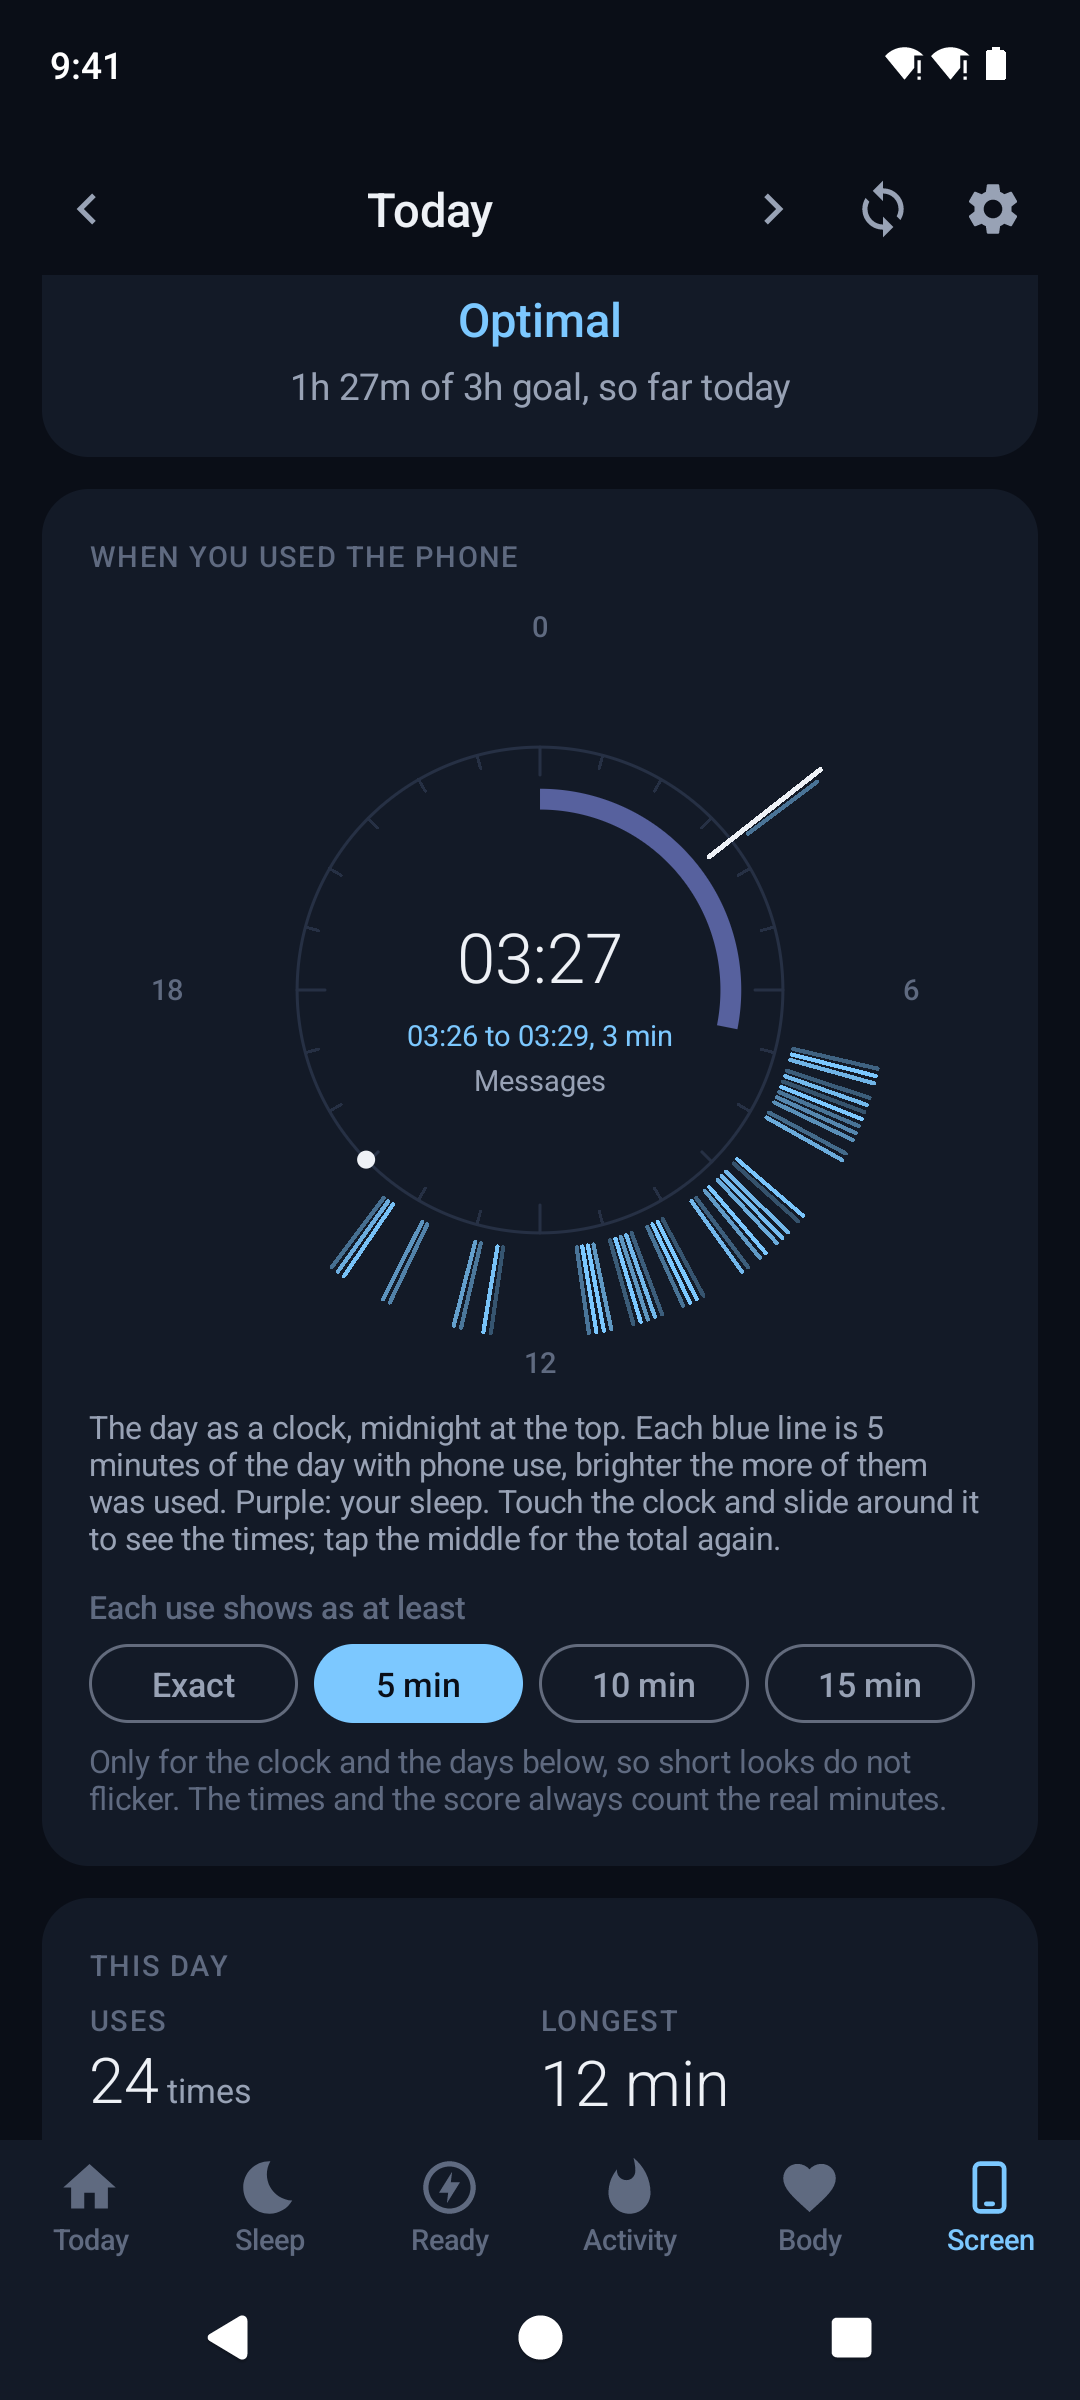 9:41
Today
Optimal
1h 27m of 3h goal, so far today
WHEN YOU USED THE PHONE
0
03:27
18
6
03:26 to 03:29, 3 min
Messages
12
The day as a clock, midnight at the top. Each blue line is 5
minutes of the day with phone use, brighter the more of them
was used. Purple: your sleep. Touch the clock and slide around it
to see the times; tap the middle for the total again.
Each use shows as at least
Exact
5 min
10 min
15 min
Only for the clock and the days below, so short looks do not
flicker. The times and the score always count the real minutes.
THIS DAY
USES
LONGEST
24 times
12 min
Today
Sleep
Ready
Activity
Body
Screen